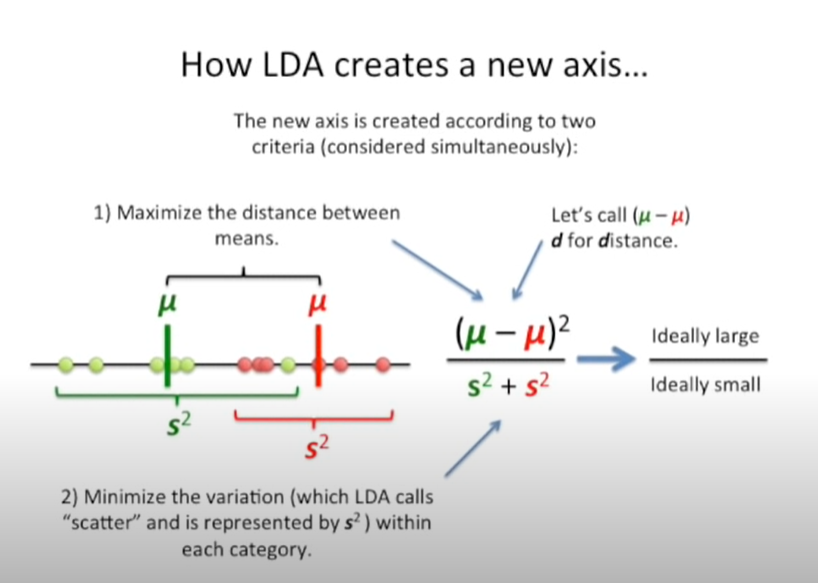 How LDA creates a new axis...
The new axis is created according to two
criteria (considered simultaneously):
1) Maximize the distance between
means.
Let's call (μ – μ)
d for distance.
μ
μ
(μ – μ)²
s² + s²
Ideally large
Ideally small
s²
s²
2) Minimize the variation (which LDA calls
"scatter" and is represented by s² ) within
each category.